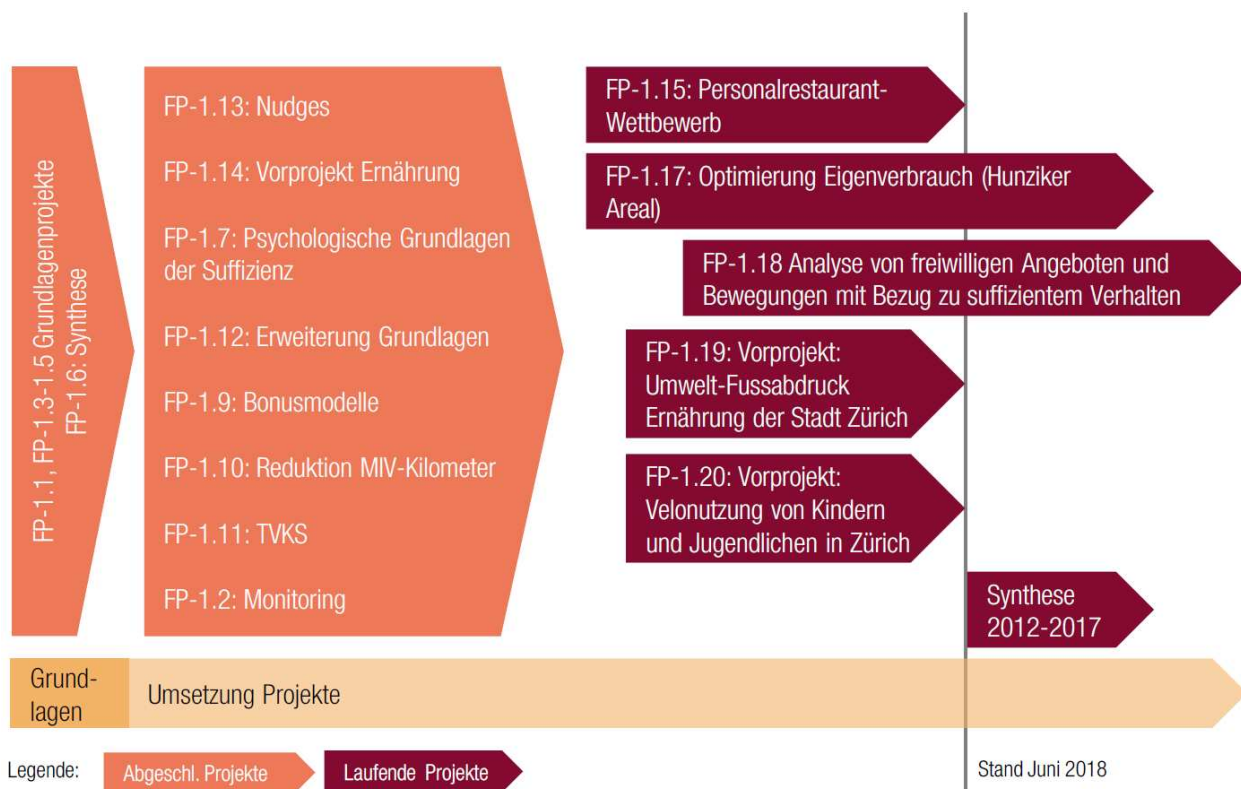 FP-1.1, FP-1.3-1.5 Grundlagenprojekte
FP-1.6: Synthese
FP-1.13: Nudges
FP-1.14: Vorprojekt Ernährung
FP-1.7: Psychologische Grundlagen
der Suffizienz
FP-1.12: Erweiterung Grundlagen
FP-1.9: Bonusmodelle
FP-1.10: Reduktion MIV-Kilometer
FP-1.11: TVKS
FP-1.2: Monitoring
FP-1.15: Personalrestaurant-
Wettbewerb
FP-1.17: Optimierung Eigenverbrauch (Hunziker
Areal)
FP-1.18 Analyse von freiwilligen Angeboten und
Bewegungen mit Bezug zu suffizientem Verhalten
FP-1.19: Vorprojekt:
Umwelt-Fussabdruck
Ernährung der Stadt Zürich
FP-1.20: Vorprojekt:
Velonutzung von Kindern
und Jugendlichen in Zürich
Synthese
2012-2017
Grund-
lagen
Umsetzung Projekte
Legende:
Abgeschl. Projekte
Laufende Projekte
Stand Juni 2018